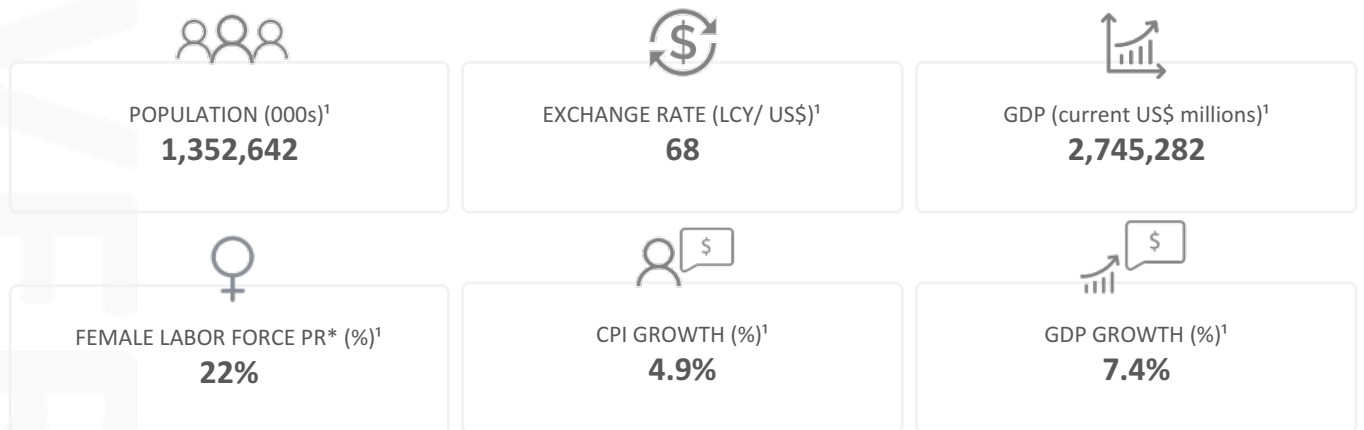 POPULATION (000s)¹
1,352,642
EXCHANGE RATE (LCY/ US$)¹
68
GDP (current US$ millions)¹
2,745,282
FEMALE LABOR FORCE PR* (%)¹
22%
CPI GROWTH (%)¹
4.9%
GDP GROWTH (%)¹
7.4%